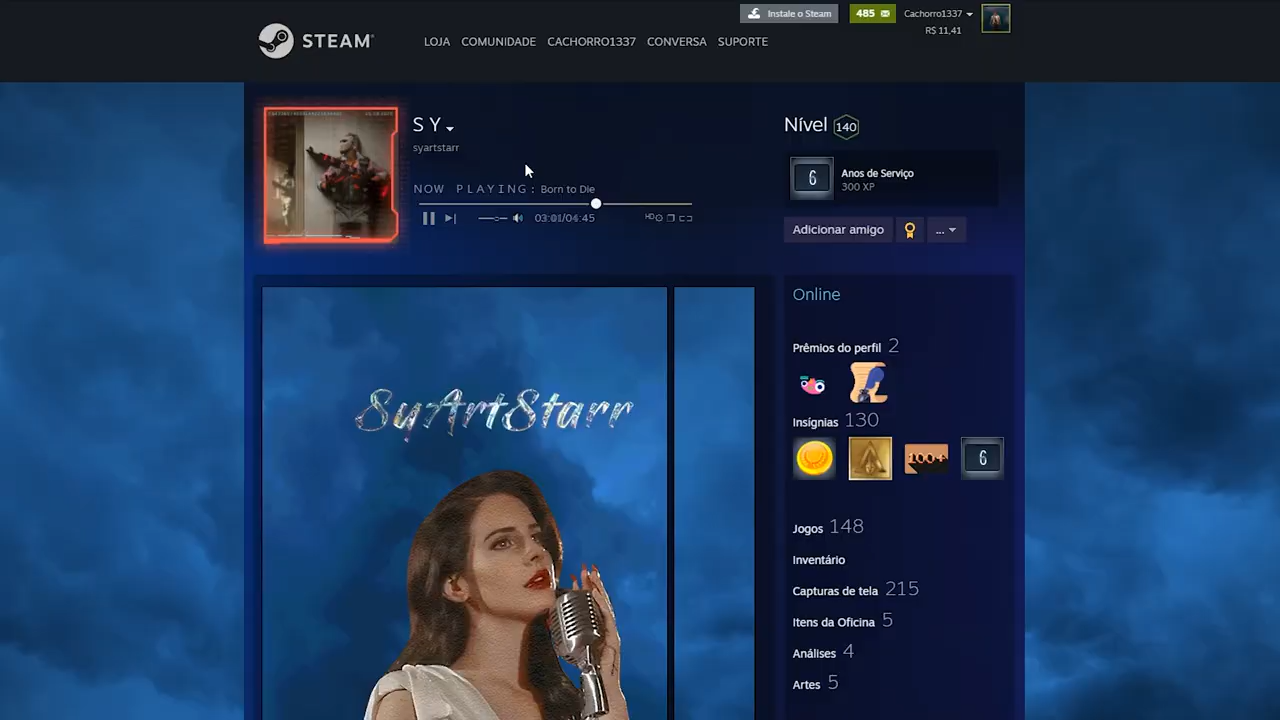 Instale o Steam
485
Cachorro1337
R$ 11,41
STEAM
LOJA COMUNIDADE CACHORRO1337 CONVERSA SUPORTE
S Y
syartstarr
NOW PLAYING: Born to Die
03:01/04:45
HD
Nível 140
6
Anos de Serviço
300 XP
Adicionar amigo
...
SyArtStarr
Online
Prêmios do perfil 2
Insígnias 130
100+
6
Jogos 148
Inventário
Capturas de tela 215
Itens da Oficina 5
Análises 4
Artes 5